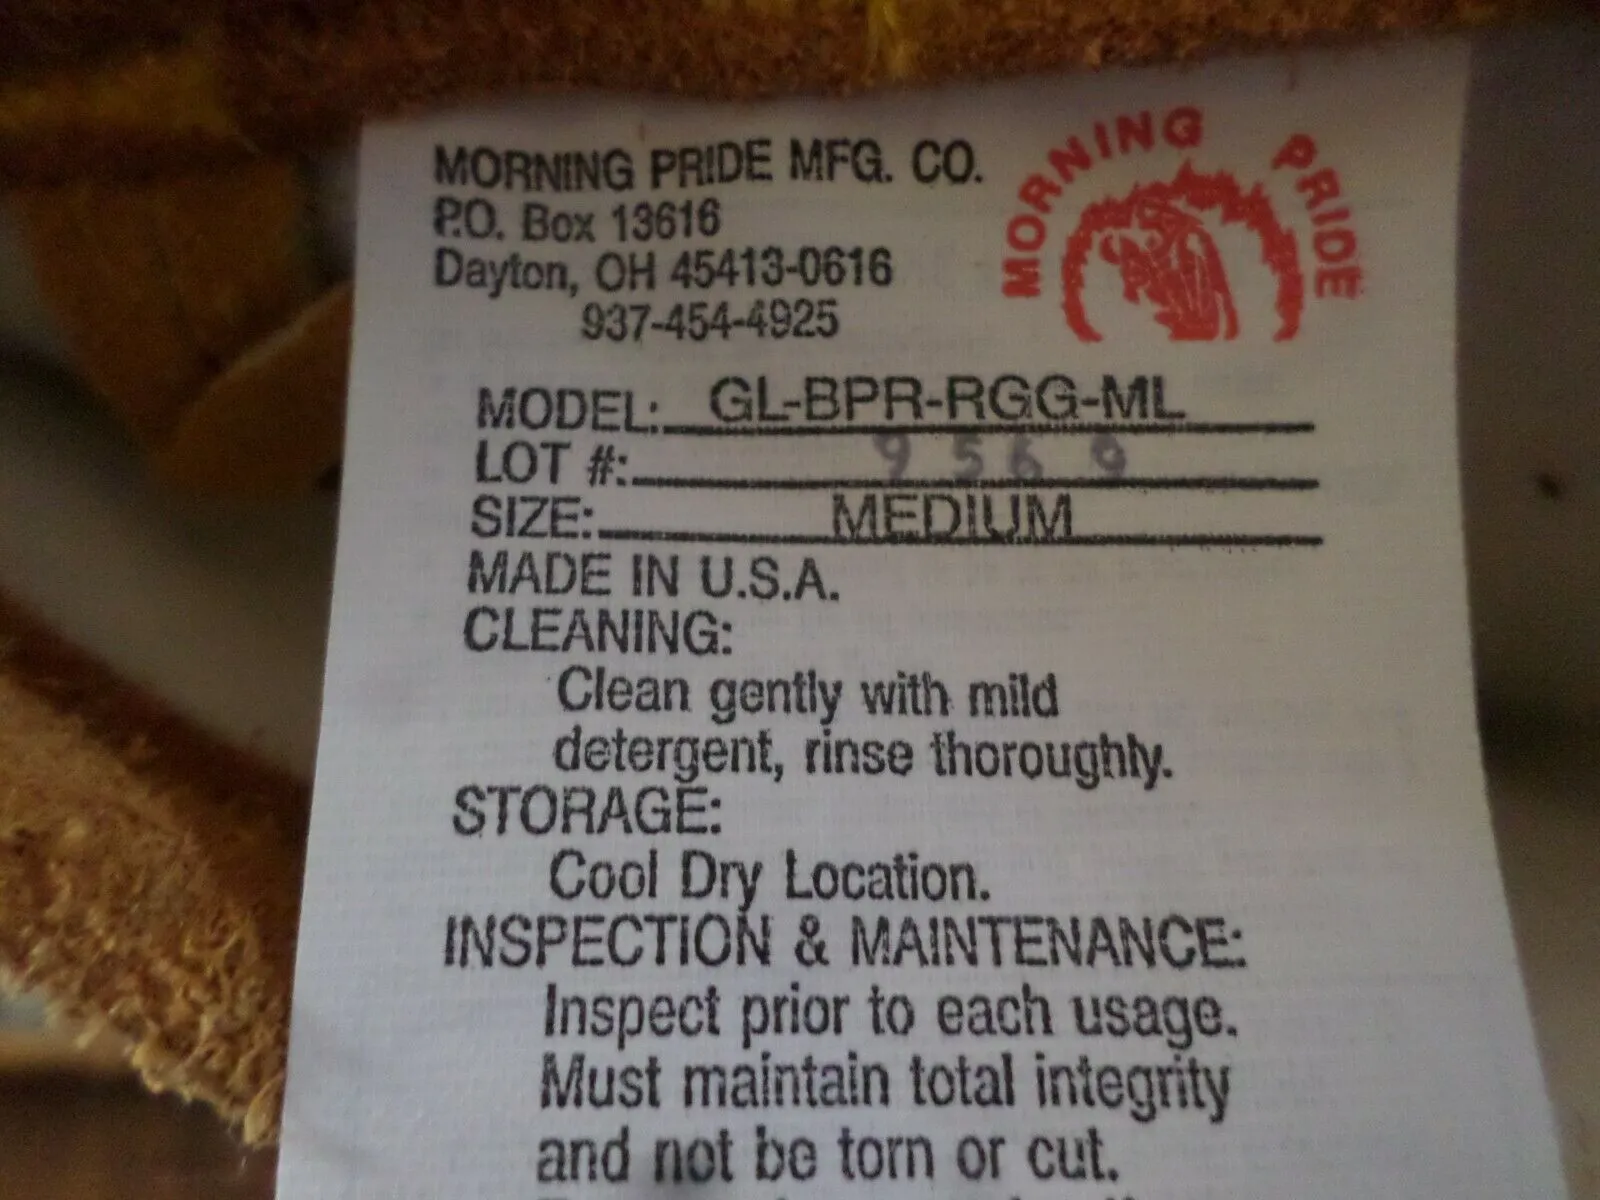 MORNING PRIDE MFG. CO.
P.O. Box 13616
Dayton, OH 45413-0616
937-454-4925
MORNING PRIDE
MODEL: GL-BPR-RGG-ML
LOT #: 9569
SIZE: MEDIUM
MADE IN U.S.A.
CLEANING:
Clean gently with mild
detergent, rinse thoroughly.
STORAGE:
Cool Dry Location.
INSPECTION & MAINTENANCE:
Inspect prior to each usage.
Must maintain total integrity
and not be torn or cut.